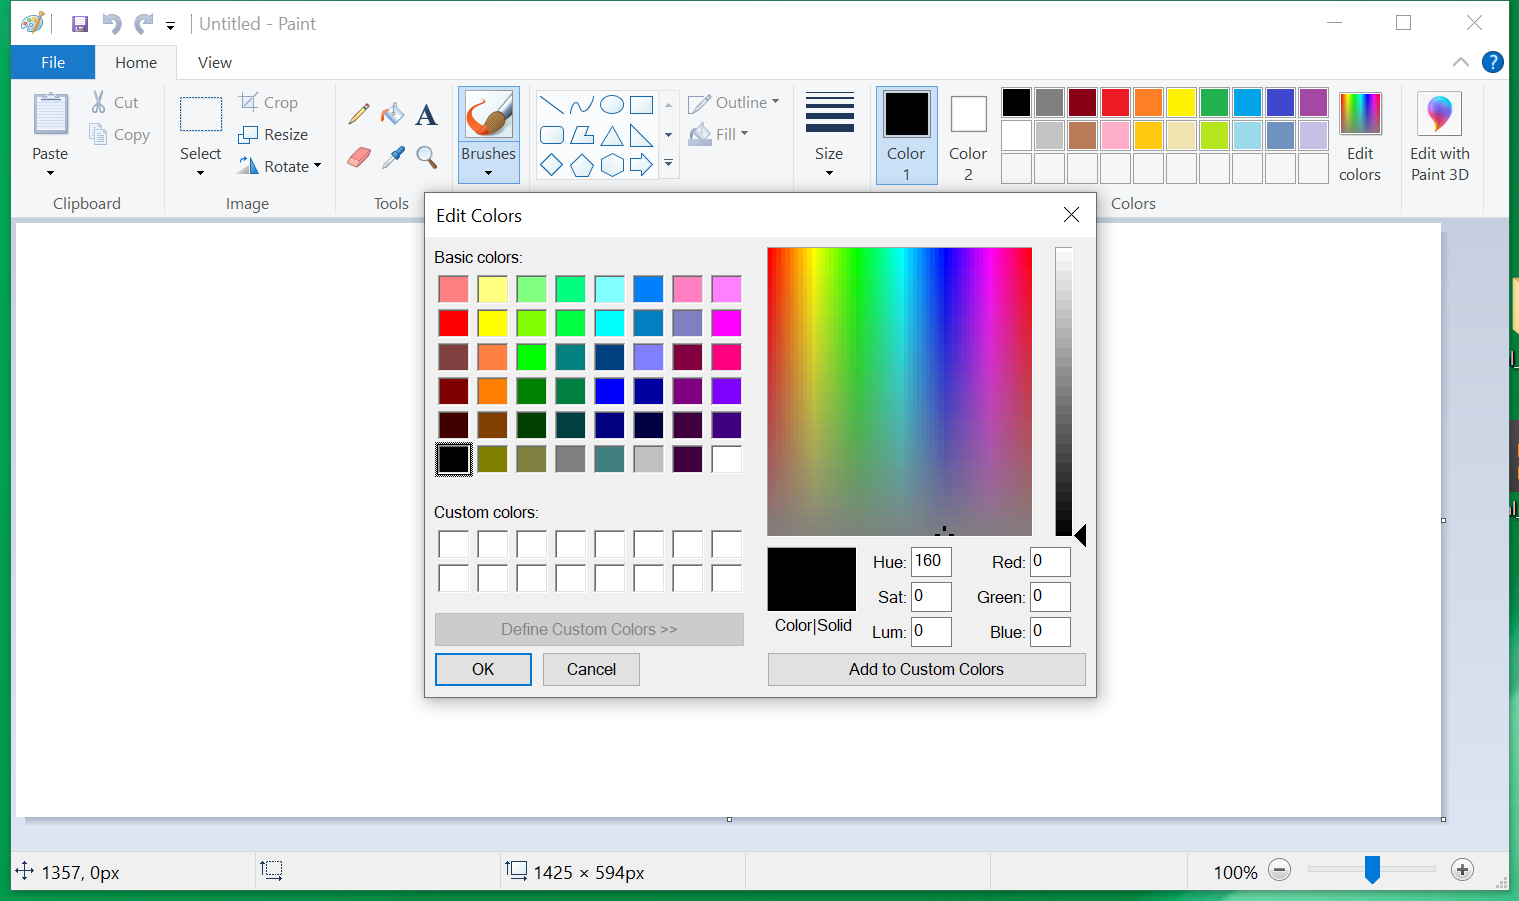 Untitled - Paint
File
Home
View
?
Paste
Cut
Copy
Clipboard
Select
Crop
Resize
Rotate
Image
A
Tools
Brushes
Outline
Fill
Size
Color
1
Color
2
Edit
colors
Colors
Edit with
Paint 3D
Edit Colors
Basic colors:
Custom colors:
Define Custom Colors >>
OK
Cancel
Color|Solid
Hue: 160
Sat: 0
Lum: 0
Red: 0
Green: 0
Blue: 0
Add to Custom Colors
1357, 0px
1425 × 594px
100%